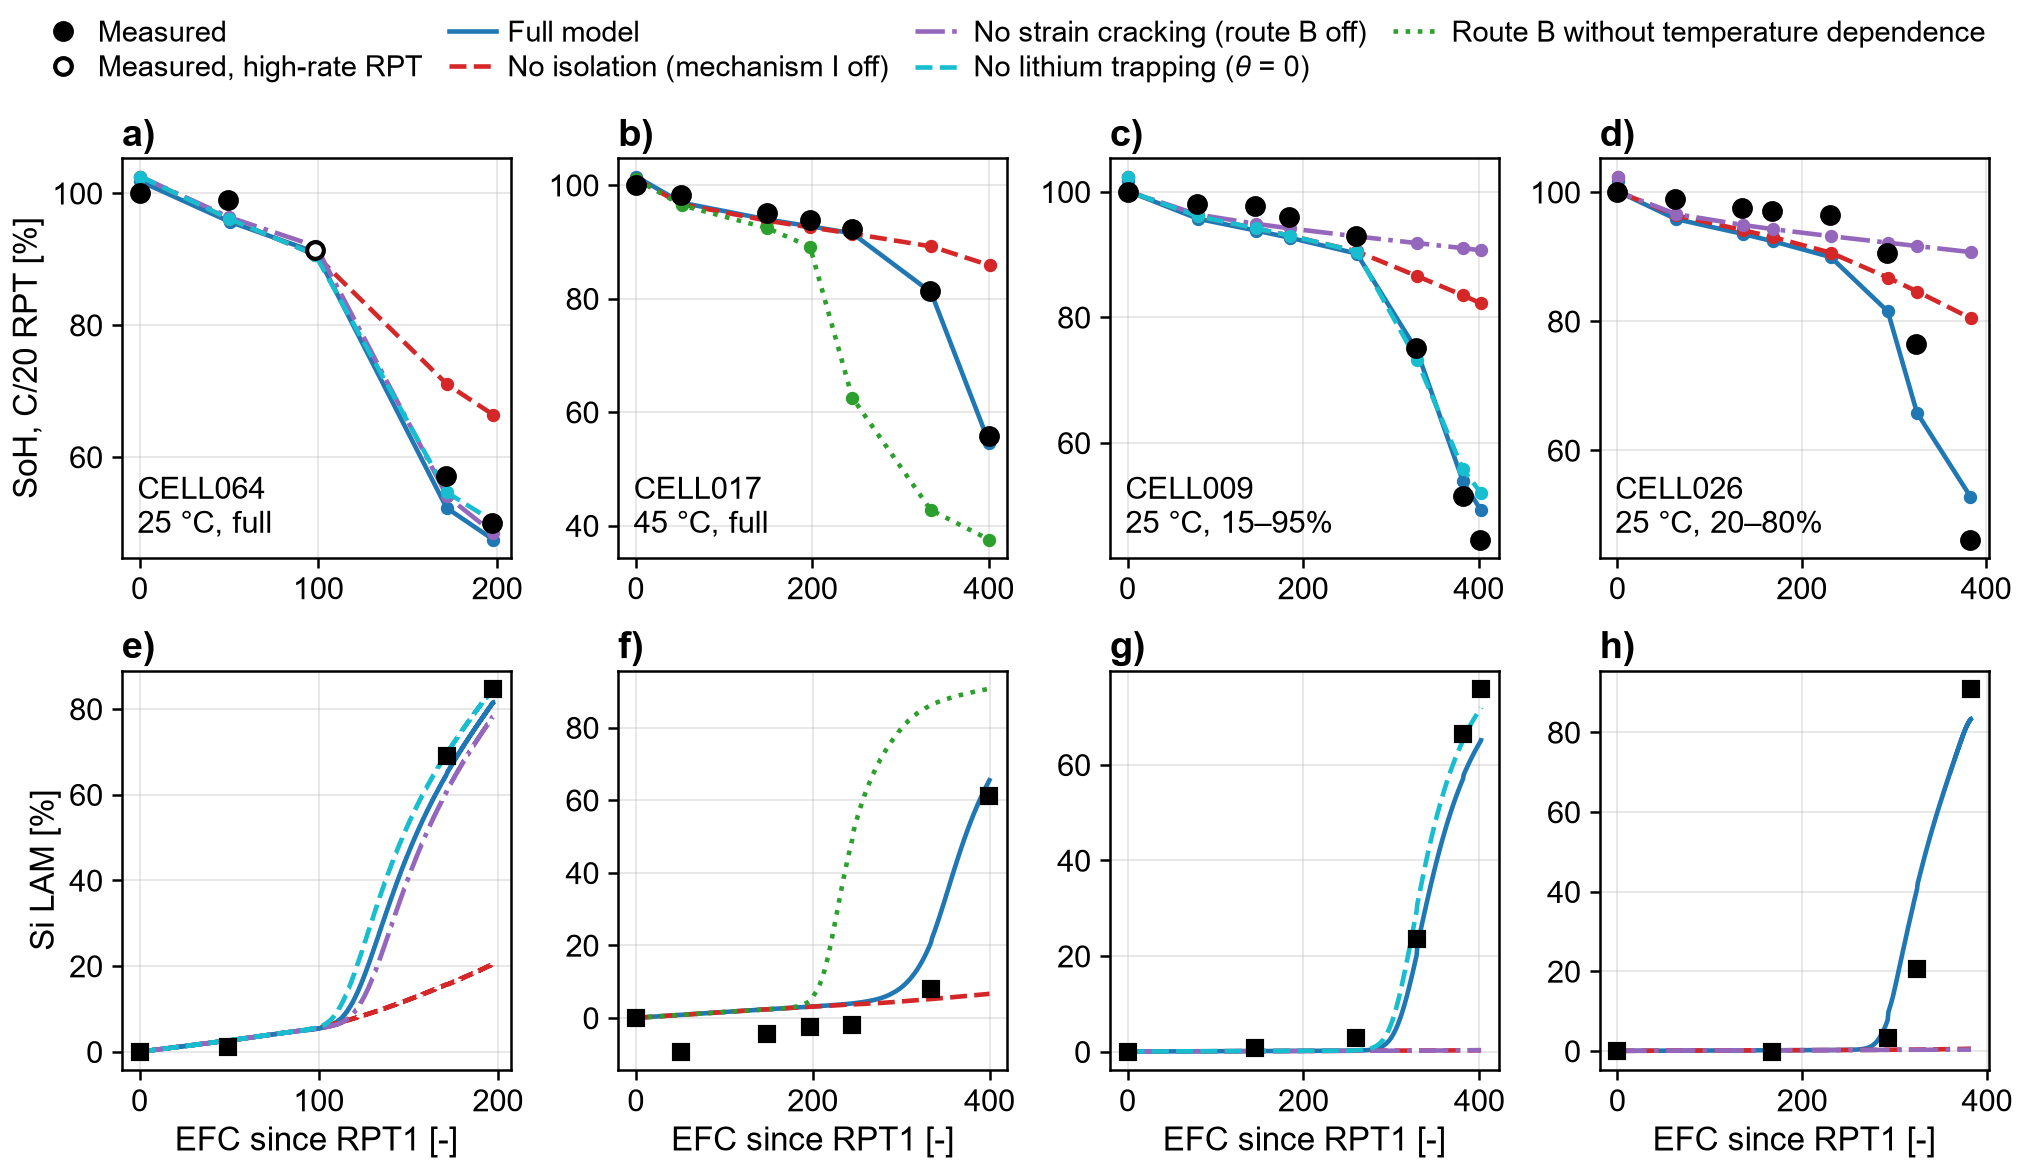 Measured
Full model
No strain cracking (route B off)
Route B without temperature dependence
Measured, high-rate RPT
No isolation (mechanism I off)
No lithium trapping (θ = 0)
a)
b)
c)
d)
SoH, C/20 RPT [%]
100
80
60
CELL064
25 °C, full
0
100
200
100
80
60
40
CELL017
45 °C, full
0
200
400
100
80
60
CELL009
25 °C, 15–95%
0
200
400
100
80
60
CELL026
25 °C, 20–80%
0
200
400
e)
f)
g)
h)
Si LAM [%]
80
60
40
20
0
0
100
200
EFC since RPT1 [-]
80
60
40
20
0
0
200
400
EFC since RPT1 [-]
60
40
20
0
0
200
400
EFC since RPT1 [-]
80
60
40
20
0
0
200
400
EFC since RPT1 [-]